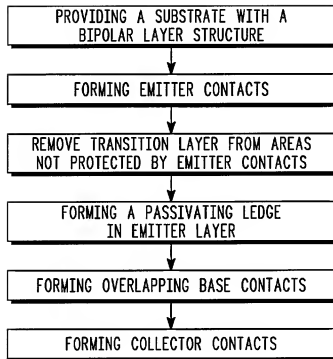 PROVIDING A SUBSTRATE WITH A
BIPOLAR LAYER STRUCTURE
FORMING EMITTER CONTACTS
REMOVE TRANSITION LAYER FROM AREAS
NOT PROTECTED BY EMITTER CONTACTS
FORMING A PASSIVATING LEDGE
IN EMITTER LAYER
FORMING OVERLAPPING BASE CONTACTS
FORMING COLLECTOR CONTACTS